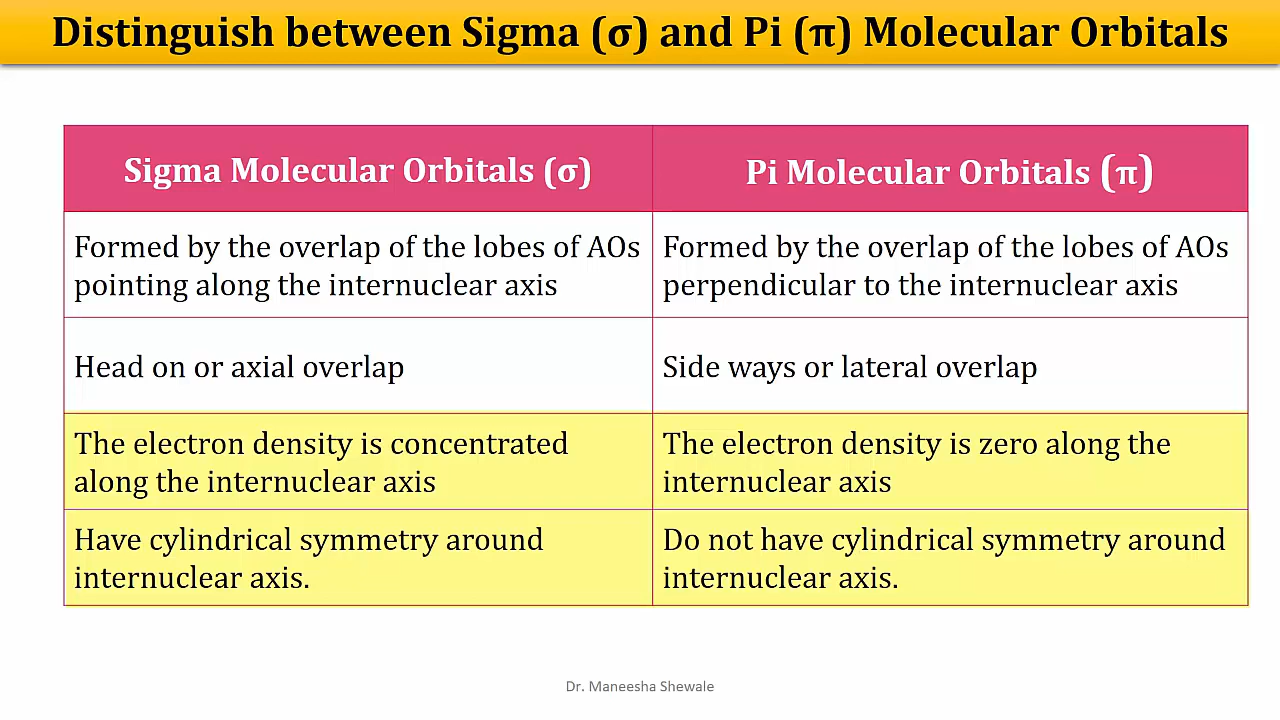 Distinguish between Sigma (σ) and Pi (π) Molecular Orbitals
Sigma Molecular Orbitals (σ)
Pi Molecular Orbitals (π)
Formed by the overlap of the lobes of AOs
pointing along the internuclear axis
Formed by the overlap of the lobes of AOs
perpendicular to the internuclear axis
Head on or axial overlap
Side ways or lateral overlap
The electron density is concentrated
along the internuclear axis
The electron density is zero along the
internuclear axis
Have cylindrical symmetry around
internuclear axis.
Do not have cylindrical symmetry around
internuclear axis.
Dr. Maneesha Shewale